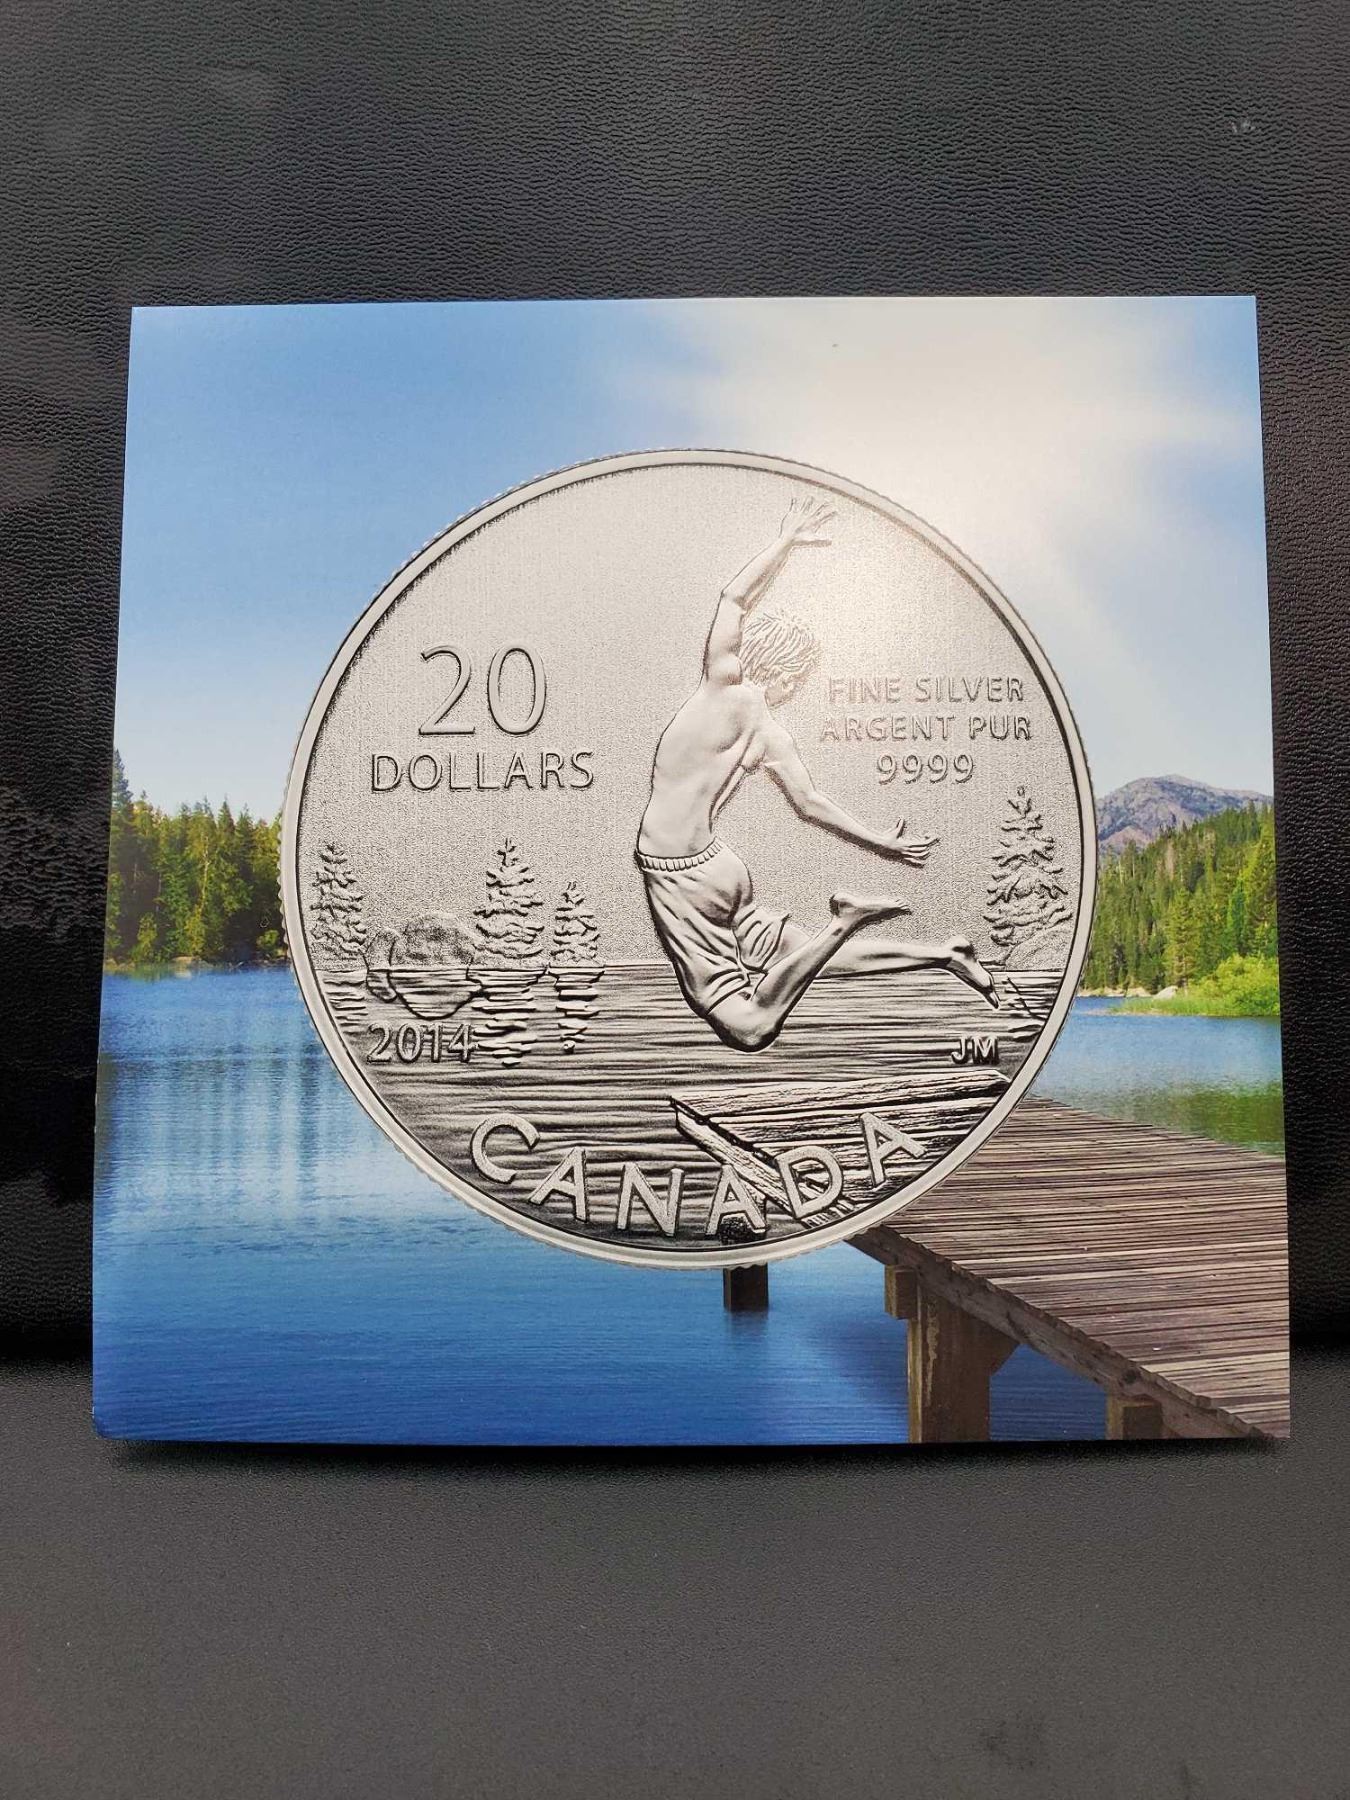 20
DOLLARS
FINE SILVER
ARGENT PUR
9999
2014
JM
CANADA